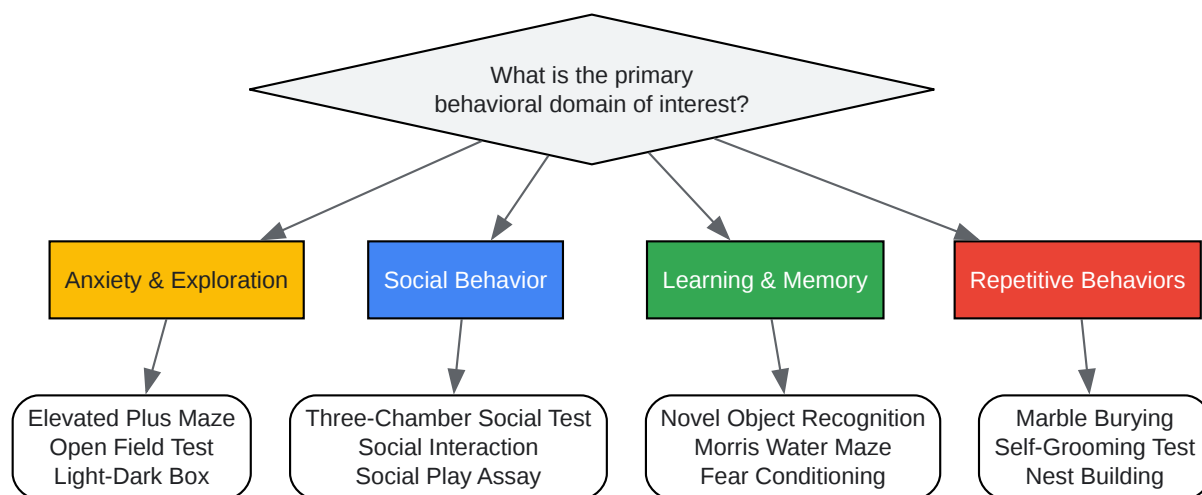 What is the primary
behavioral domain of interest?
Anxiety & Exploration
Social Behavior
Learning & Memory
Repetitive Behaviors
Elevated Plus Maze
Open Field Test
Light-Dark Box
Three-Chamber Social Test
Social Interaction
Social Play Assay
Novel Object Recognition
Morris Water Maze
Fear Conditioning
Marble Burying
Self-Grooming Test
Nest Building